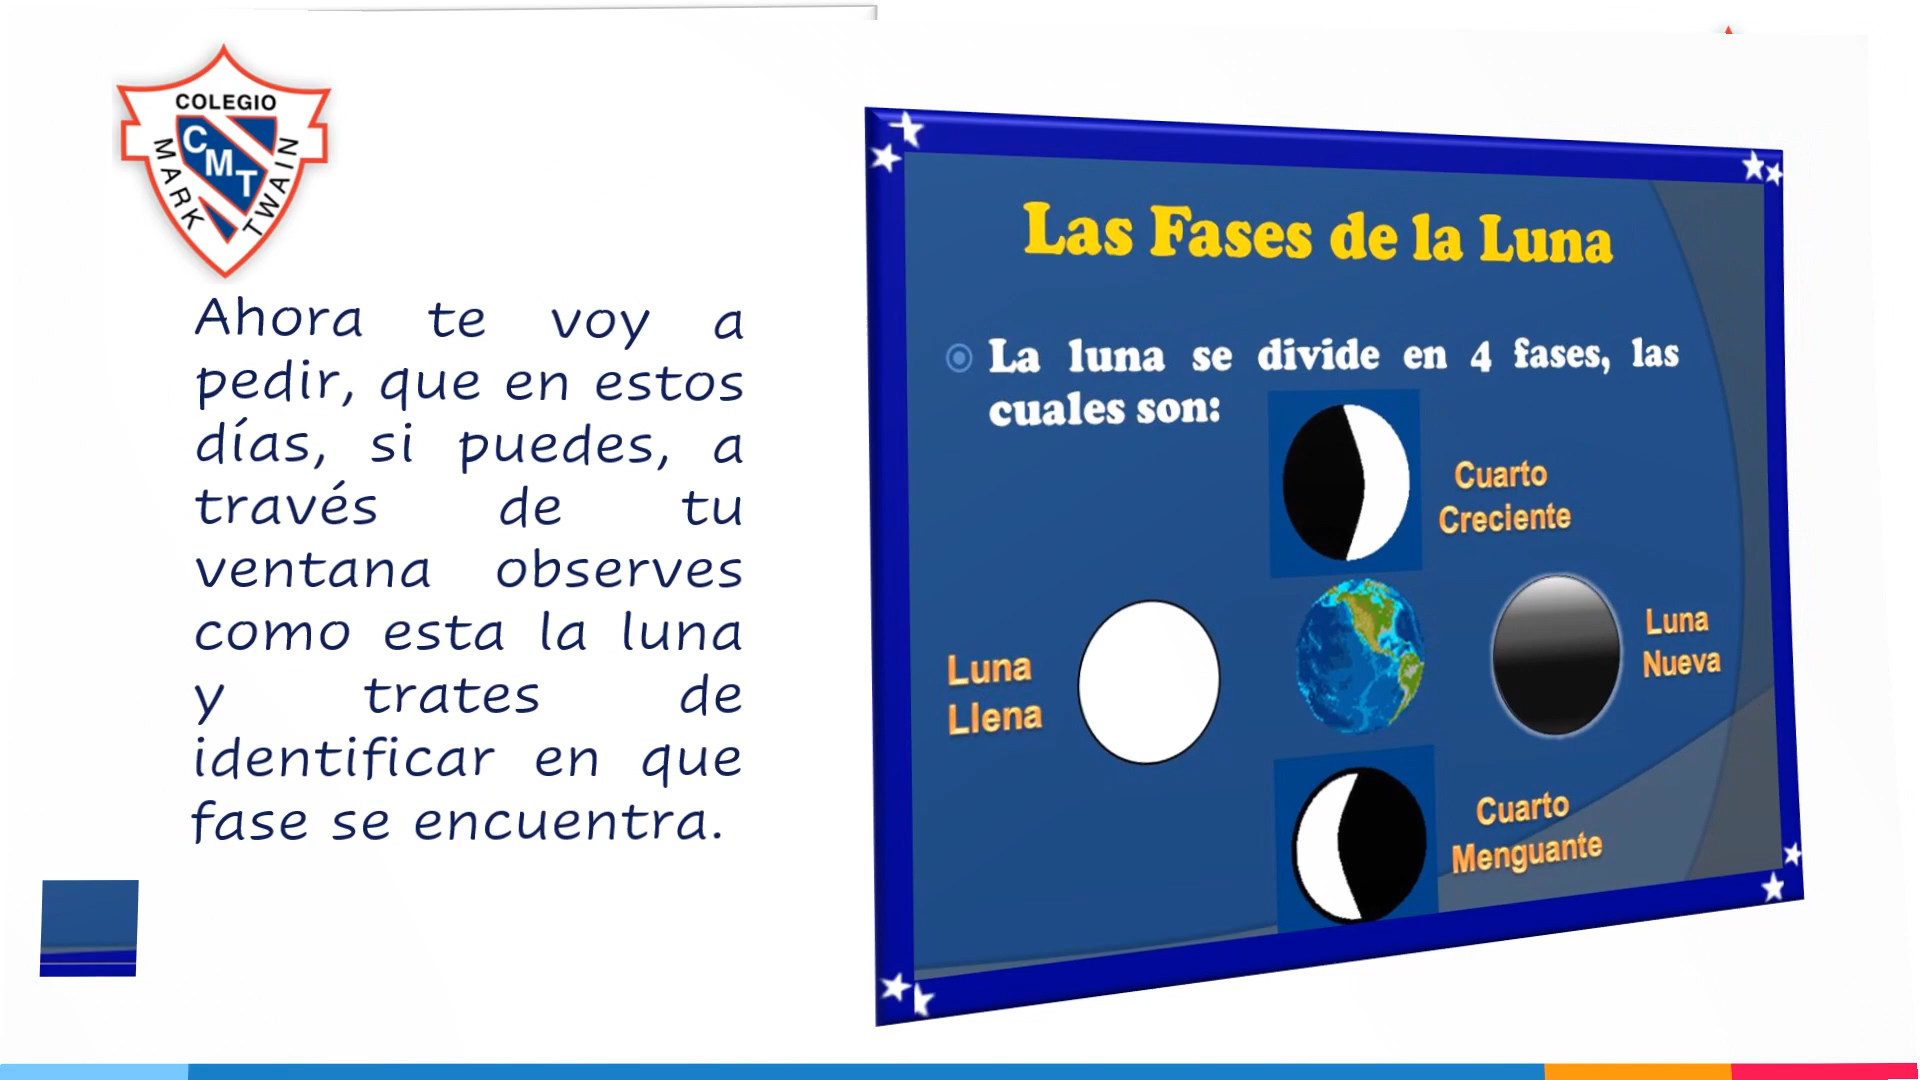 COLEGIO
CMT
MARK TWAIN
Ahora te voy a
pedir, que en estos
días, si puedes, a
través de tu
ventana observes
como esta la luna
y trates de
identificar en que
fase se encuentra.
Las Fases de la Luna
La luna se divide en 4 fases, las
cuales son:
Cuarto
Creciente
Luna
Nueva
Luna
Llena
Cuarto
Menguante